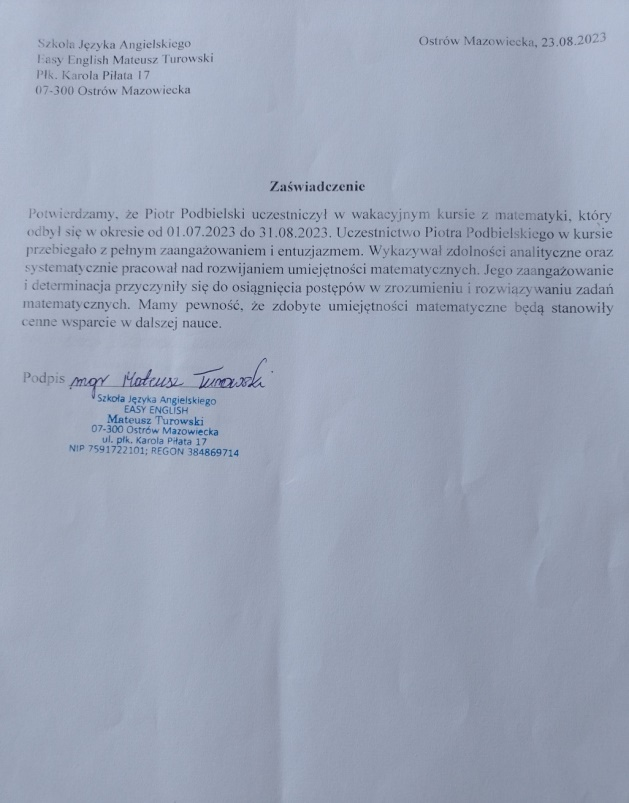 Szkoła Języka Angielskiego
Easy English Mateusz Turowski
Płk. Karola Piłata 17
07-300 Ostrów Mazowiecka
Ostrów Mazowiecka, 23.08.2023
Zaświadczenie
Potwierdzamy, że Piotr Podbielski uczestniczył w wakacyjnym kursie z matematyki, który
odbył się w okresie od 01.07.2023 do 31.08.2023. Uczestnictwo Piotra Podbielskiego w kursie
przebiegało z pełnym zaangażowaniem i entuzjazmem. Wykazywał zdolności analityczne oraz
systematycznie pracował nad rozwijaniem umiejętności matematycznych. Jego zaangażowanie
i determinacja przyczyniły się do osiągnięcia postępów w zrozumieniu i rozwiązywaniu zadań
matematycznych. Mamy pewność, że zdobyte umiejętności matematyczne będą stanowiły
cenne wsparcie w dalszej nauce.
Podpis mgr Mateusz Turowski
Szkoła Języka Angielskiego
EASY ENGLISH
Mateusz Turowski
07-300 Ostrów Mazowiecka
ul. płk. Karola Piłata 17
NIP 7591722101; REGON 384869714